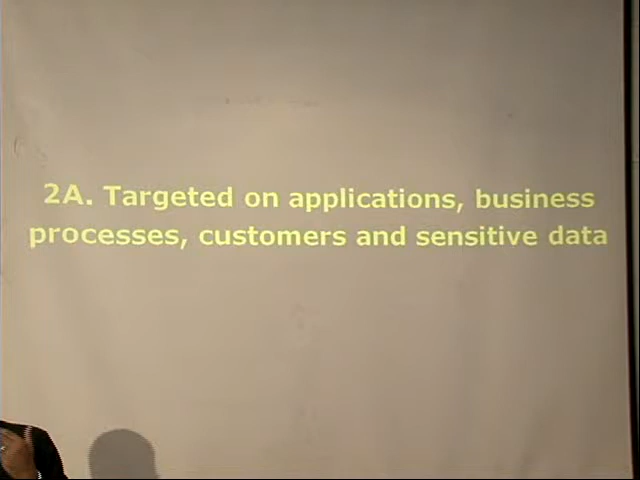 2A. Targeted on applications, business
processes, customers and sensitive data